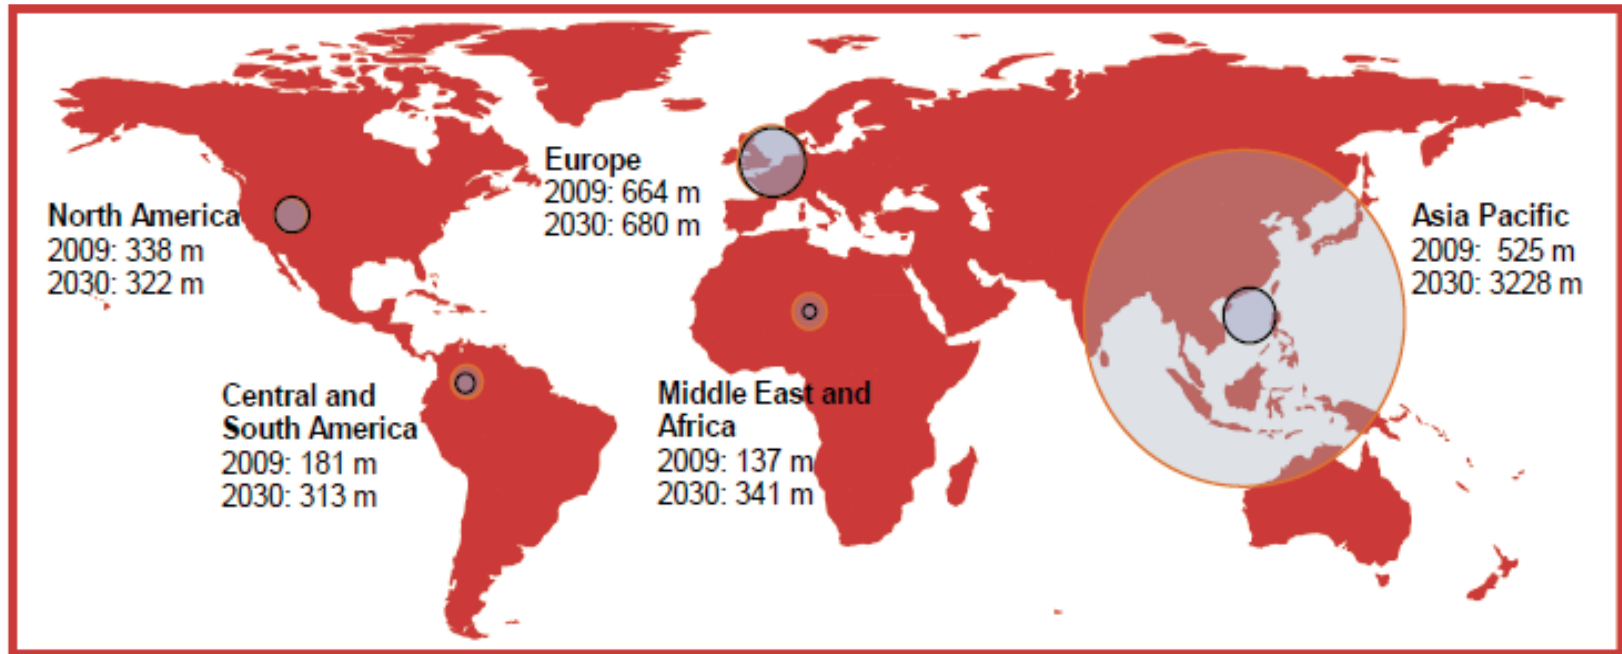 North America
2009: 338 m
2030: 322 m
Europe
2009: 664 m
2030: 680 m
Asia Pacific
2009: 525 m
2030: 3228 m
Central and
South America
2009: 181 m
2030: 313 m
Middle East and
Africa
2009: 137 m
2030: 341 m